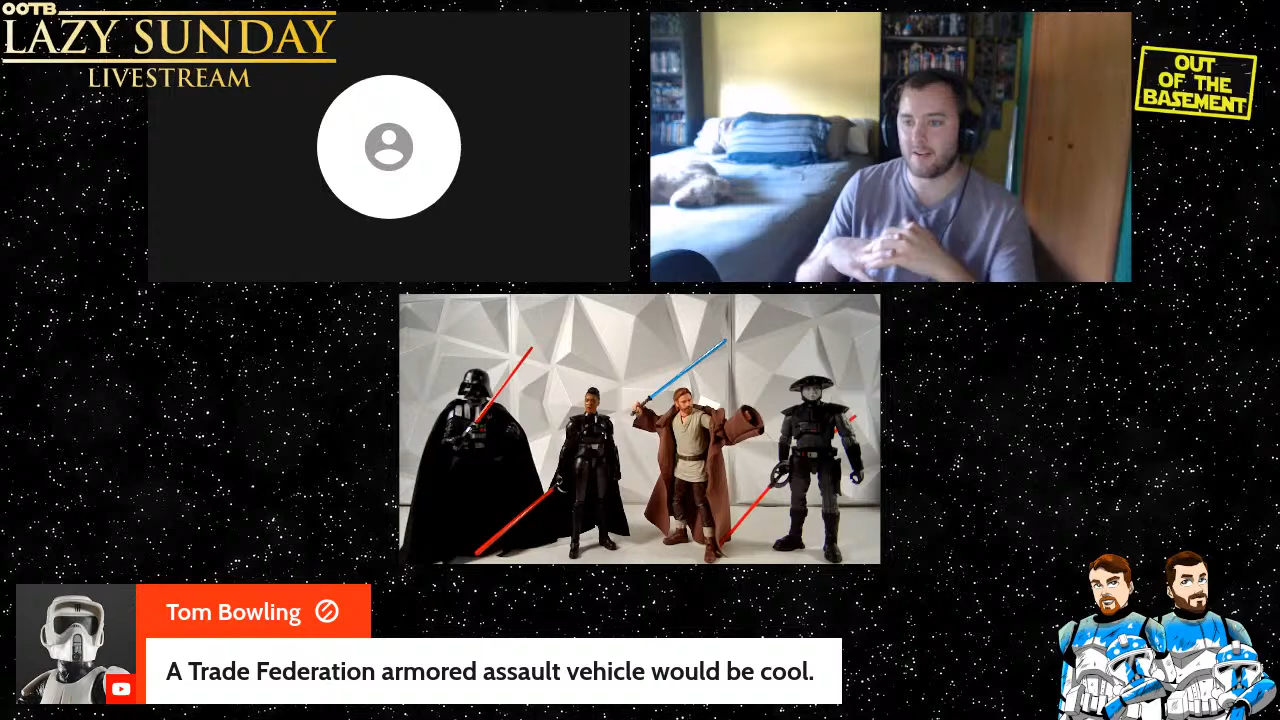 OOTB
LAZY SUNDAY
LIVESTREAM
OUT
OF THE
BASEMENT
Tom Bowling
A Trade Federation armored assault vehicle would be cool.